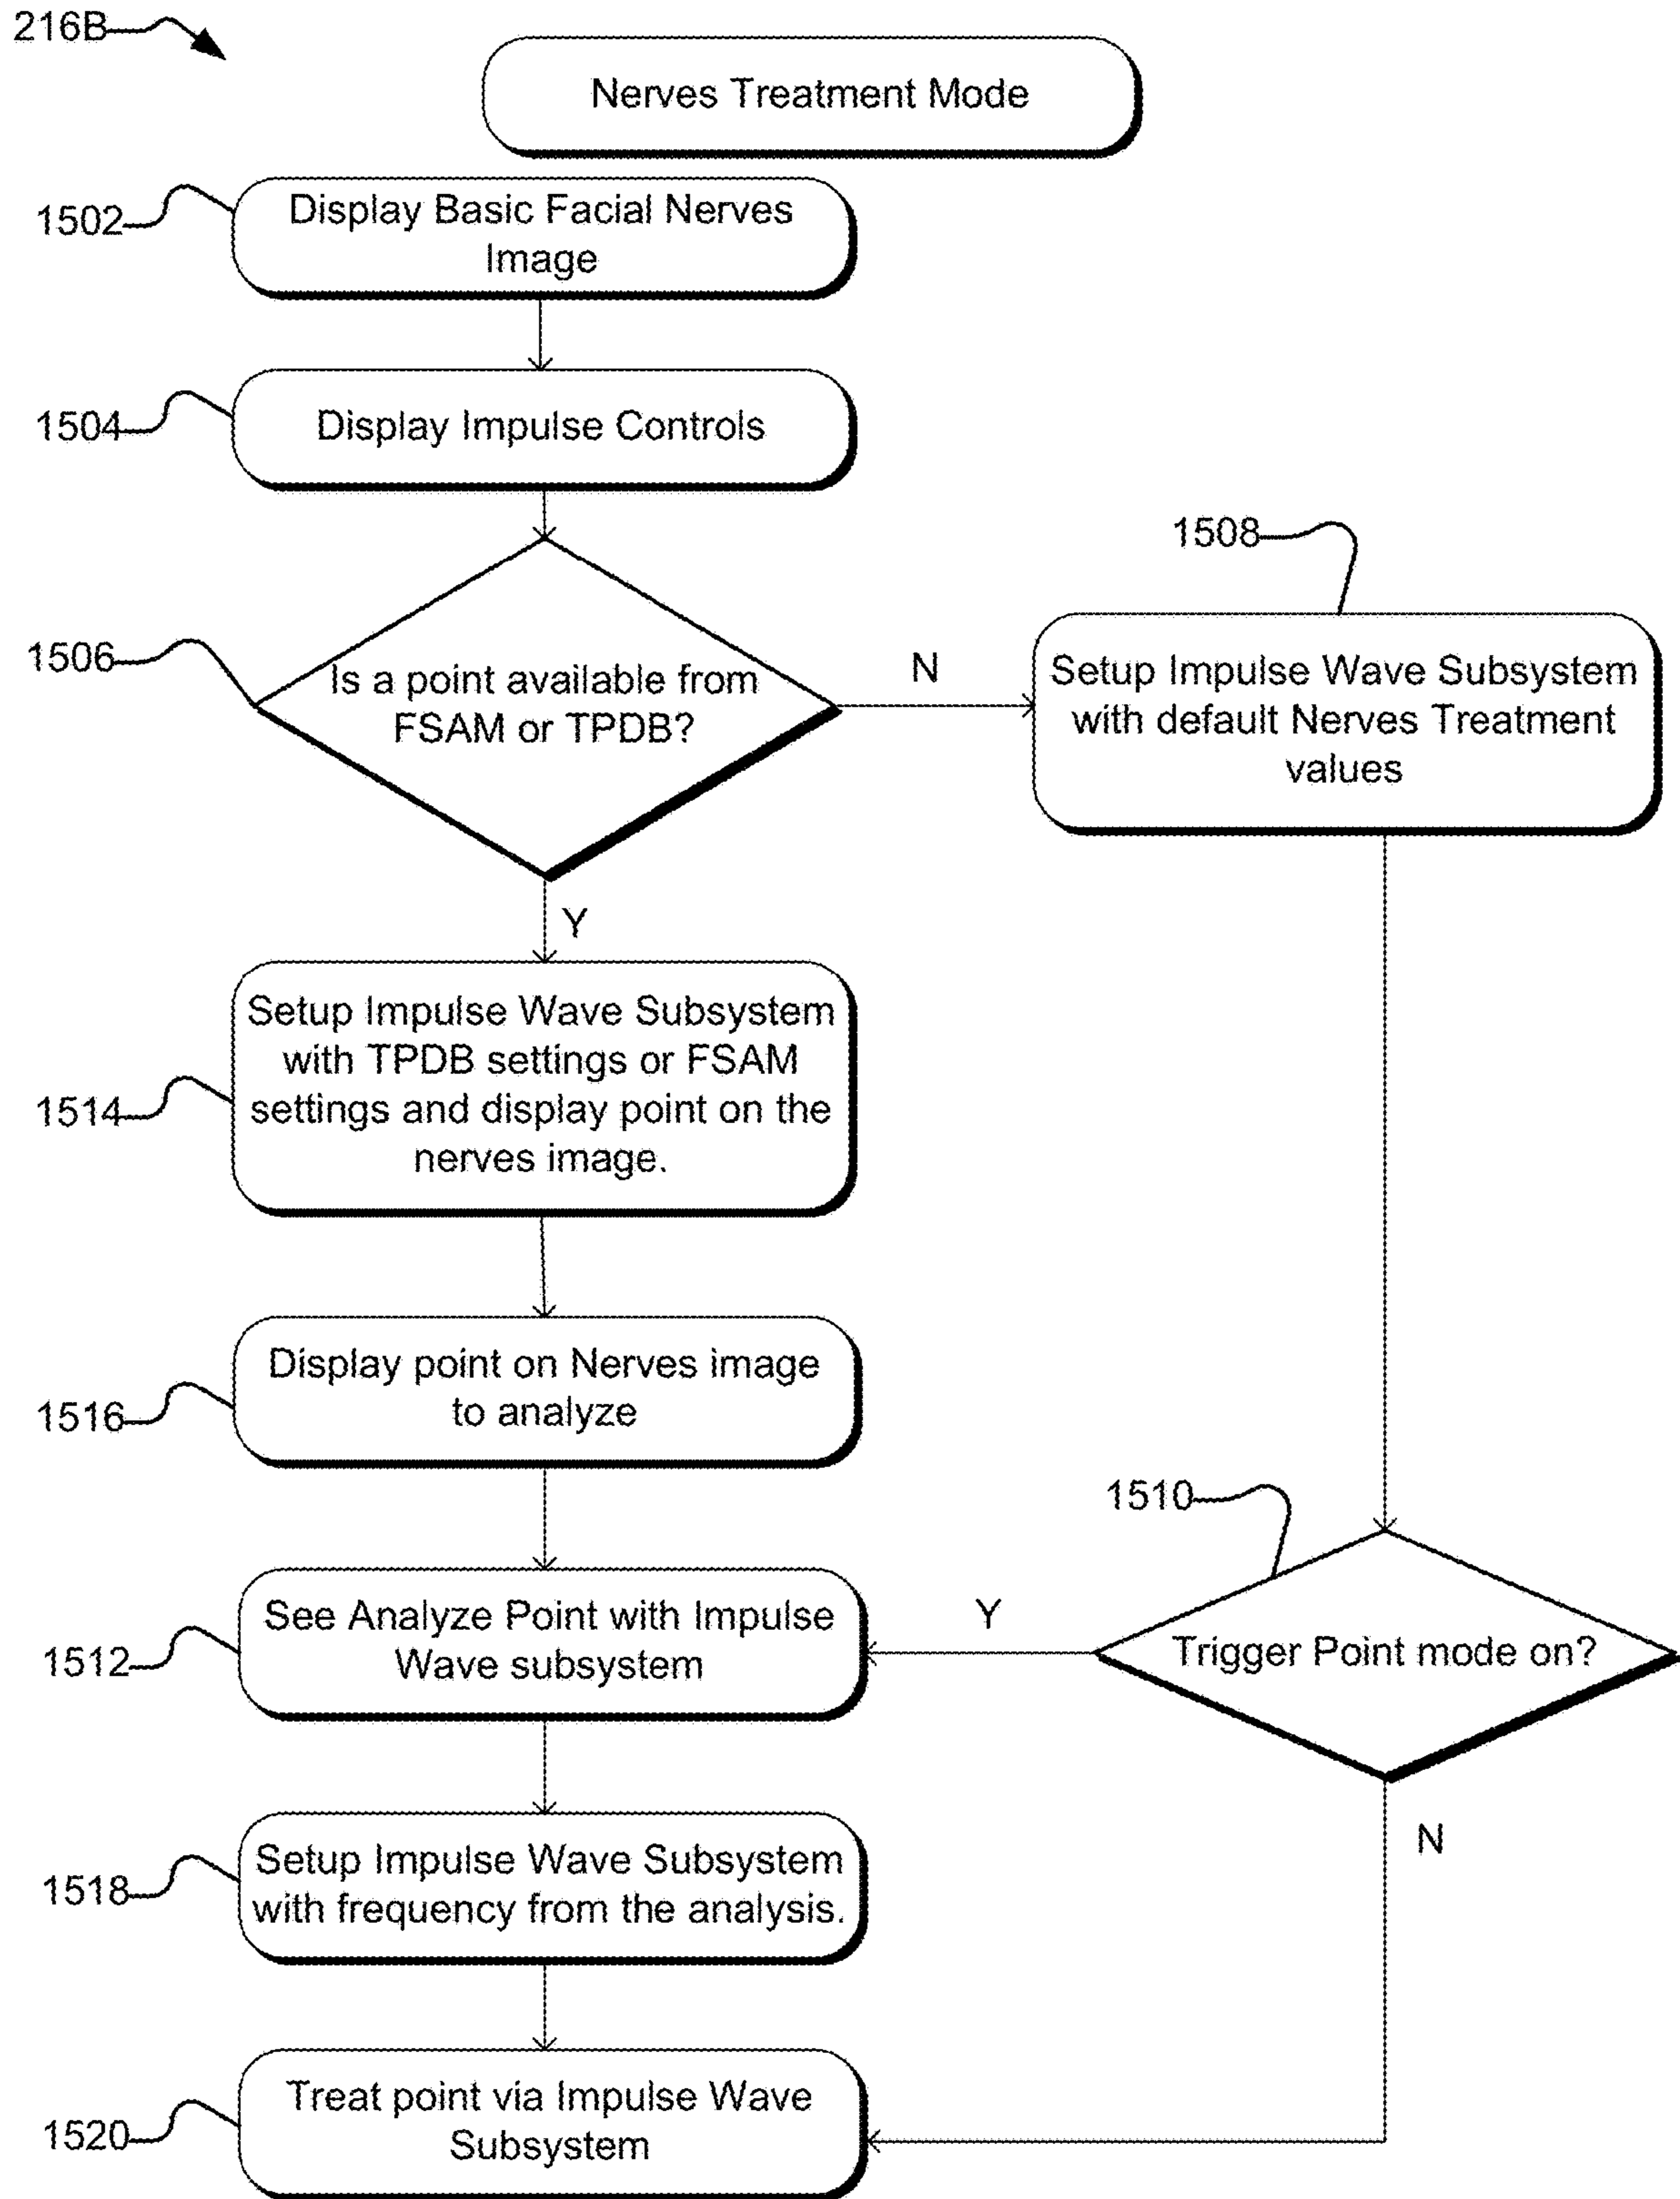 216B
Nerves Treatment Mode
1502
Display Basic Facial Nerves
Image
1504
Display Impulse Controls
1506
Is a point available from
FSAM or TPDB?
N
1508
Setup Impulse Wave Subsystem
with default Nerves Treatment
values
Y
1514
Setup Impulse Wave Subsystem
with TPDB settings or FSAM
settings and display point on the
nerves image.
1516
Display point on Nerves image
to analyze
1510
Trigger Point mode on?
Y
1512
See Analyze Point with Impulse
Wave subsystem
N
1518
Setup Impulse Wave Subsystem
with frequency from the analysis.
1520
Treat point via Impulse Wave
Subsystem